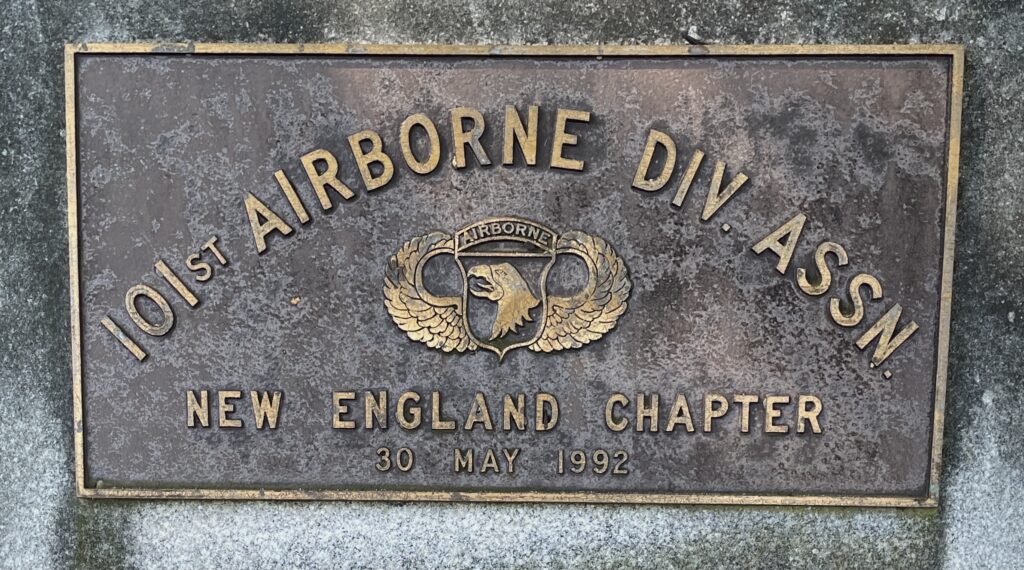 101ST AIRBORNE DIV. ASSN.
AIRBORNE
NEW ENGLAND CHAPTER
30 MAY 1992